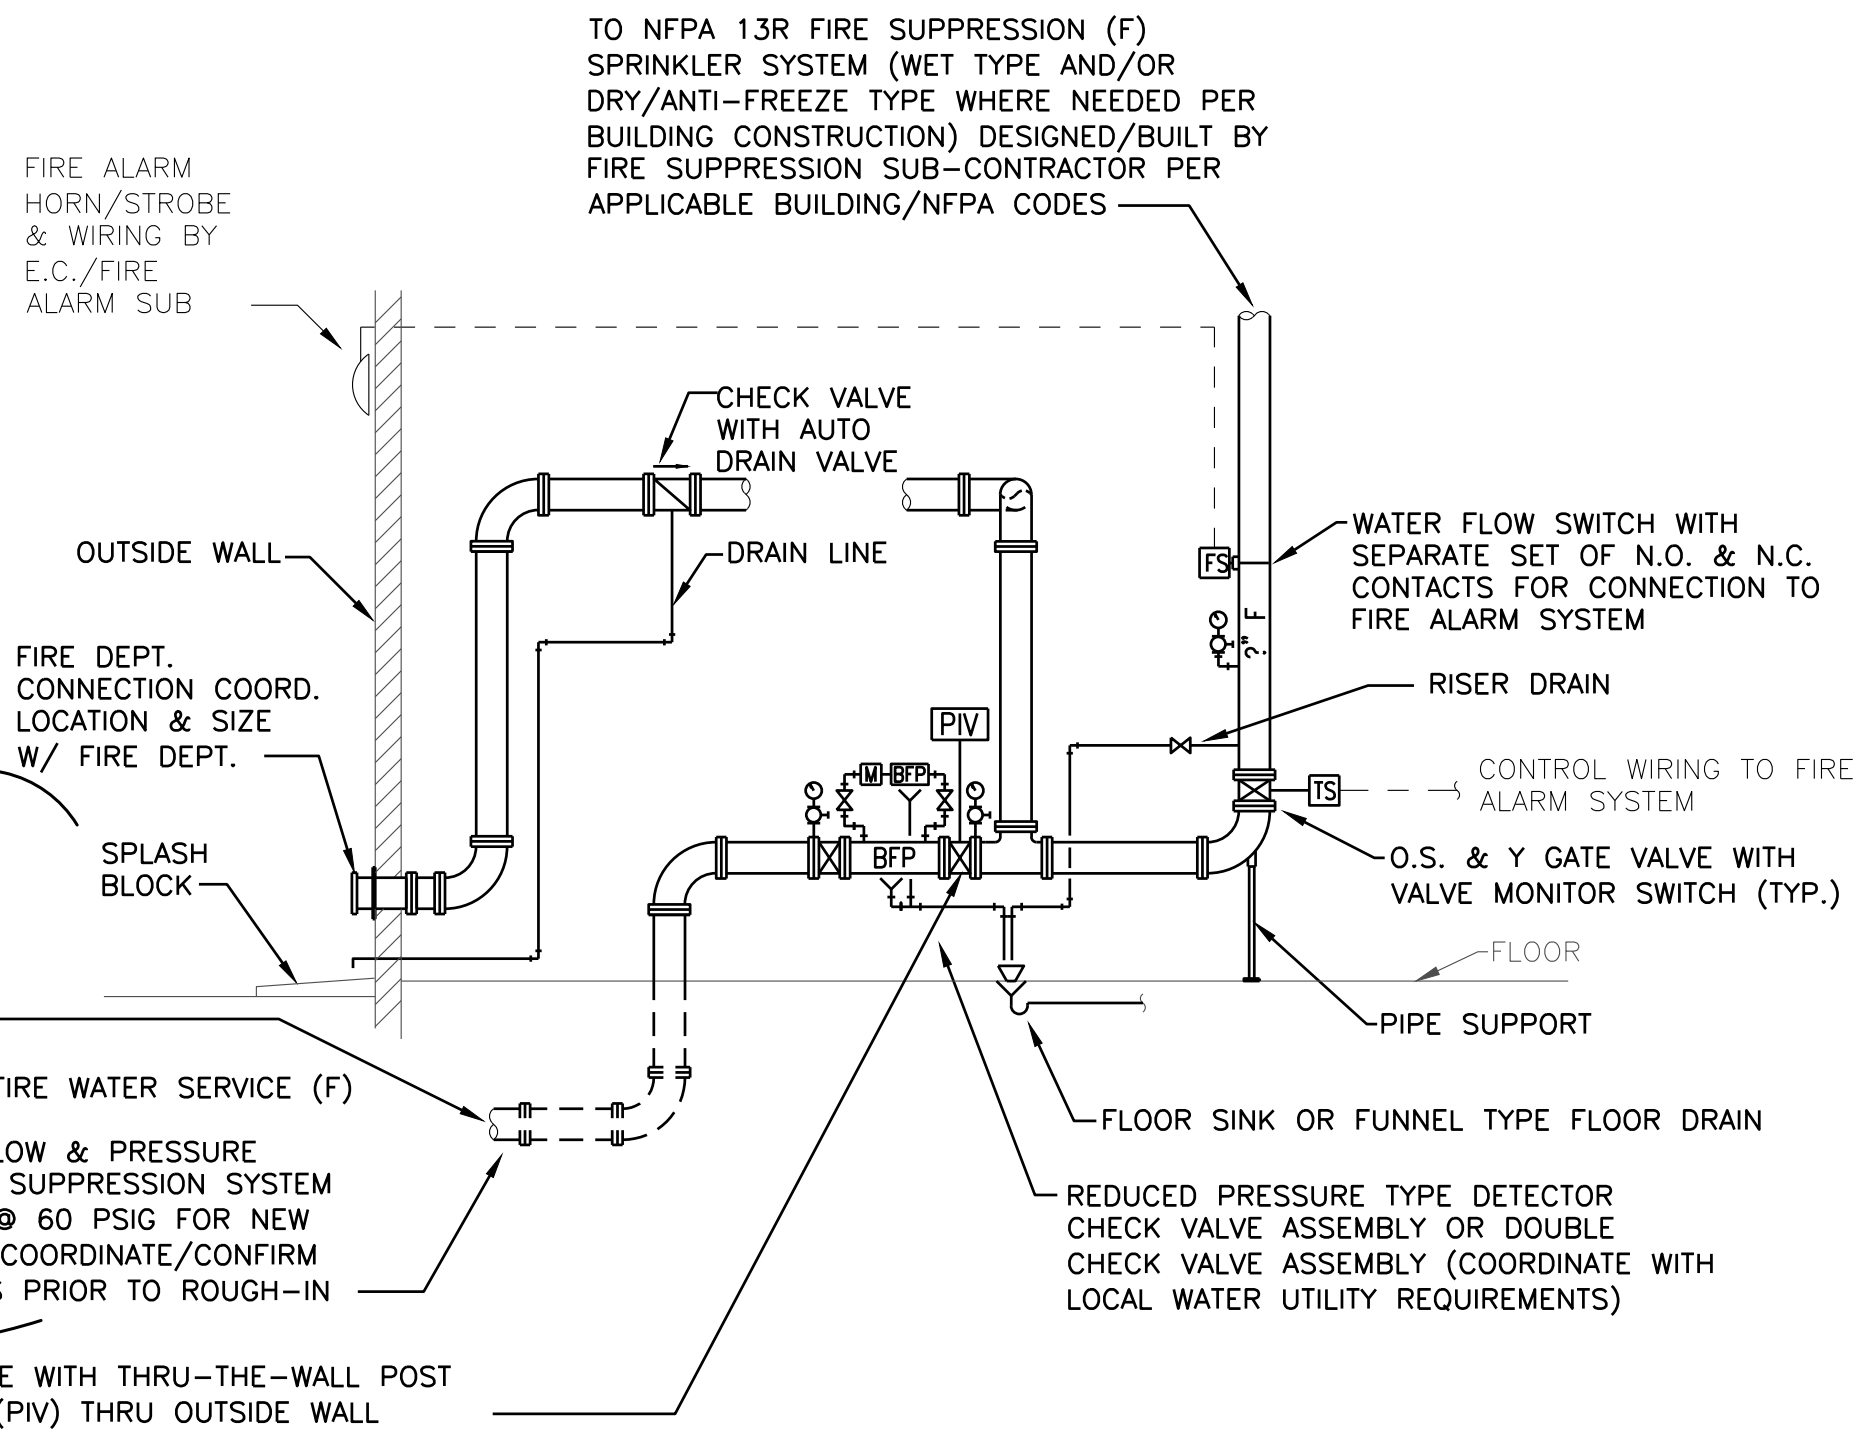 TO NFPA 13R FIRE SUPPRESSION (F)
SPRINKLER SYSTEM (WET TYPE AND/OR
DRY/ANTI-FREEZE TYPE WHERE NEEDED PER
BUILDING CONSTRUCTION) DESIGNED/BUILT BY
FIRE SUPPRESSION SUB-CONTRACTOR PER
APPLICABLE BUILDING/NFPA CODES
FIRE ALARM
HORN/STROBE
& WIRING BY
E.C./FIRE
ALARM SUB
CHECK VALVE
WITH AUTO
DRAIN VALVE
OUTSIDE WALL
DRAIN LINE
WATER FLOW SWITCH WITH
SEPARATE SET OF N.O. & N.C.
CONTACTS FOR CONNECTION TO
FIRE ALARM SYSTEM
FS
?" F
FIRE DEPT.
CONNECTION COORD.
LOCATION & SIZE
W/ FIRE DEPT.
RISER DRAIN
PIV
M
BFP
TS
CONTROL WIRING TO FIRE
ALARM SYSTEM
SPLASH
BLOCK
BFP
O.S. & Y GATE VALVE WITH
VALVE MONITOR SWITCH (TYP.)
FLOOR
PIPE SUPPORT
FIRE WATER SERVICE (F)
LOW & PRESSURE
SUPPRESSION SYSTEM
@ 60 PSIG FOR NEW
COORDINATE/CONFIRM
S PRIOR TO ROUGH-IN
FLOOR SINK OR FUNNEL TYPE FLOOR DRAIN
REDUCED PRESSURE TYPE DETECTOR
CHECK VALVE ASSEMBLY OR DOUBLE
CHECK VALVE ASSEMBLY (COORDINATE WITH
LOCAL WATER UTILITY REQUIREMENTS)
E WITH THRU-THE-WALL POST
(PIV) THRU OUTSIDE WALL